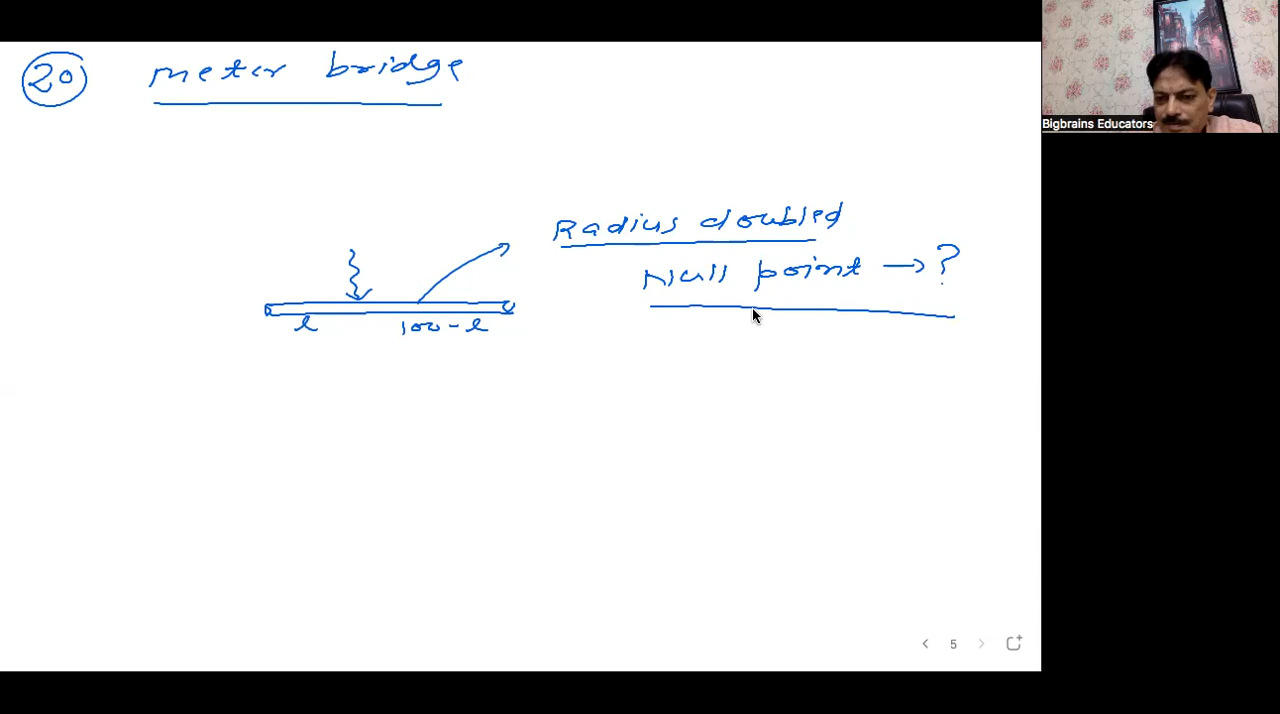 20 meter bridge
Bigbrains Educators
Radius doubled
Null point → ?
l 100 - l
5